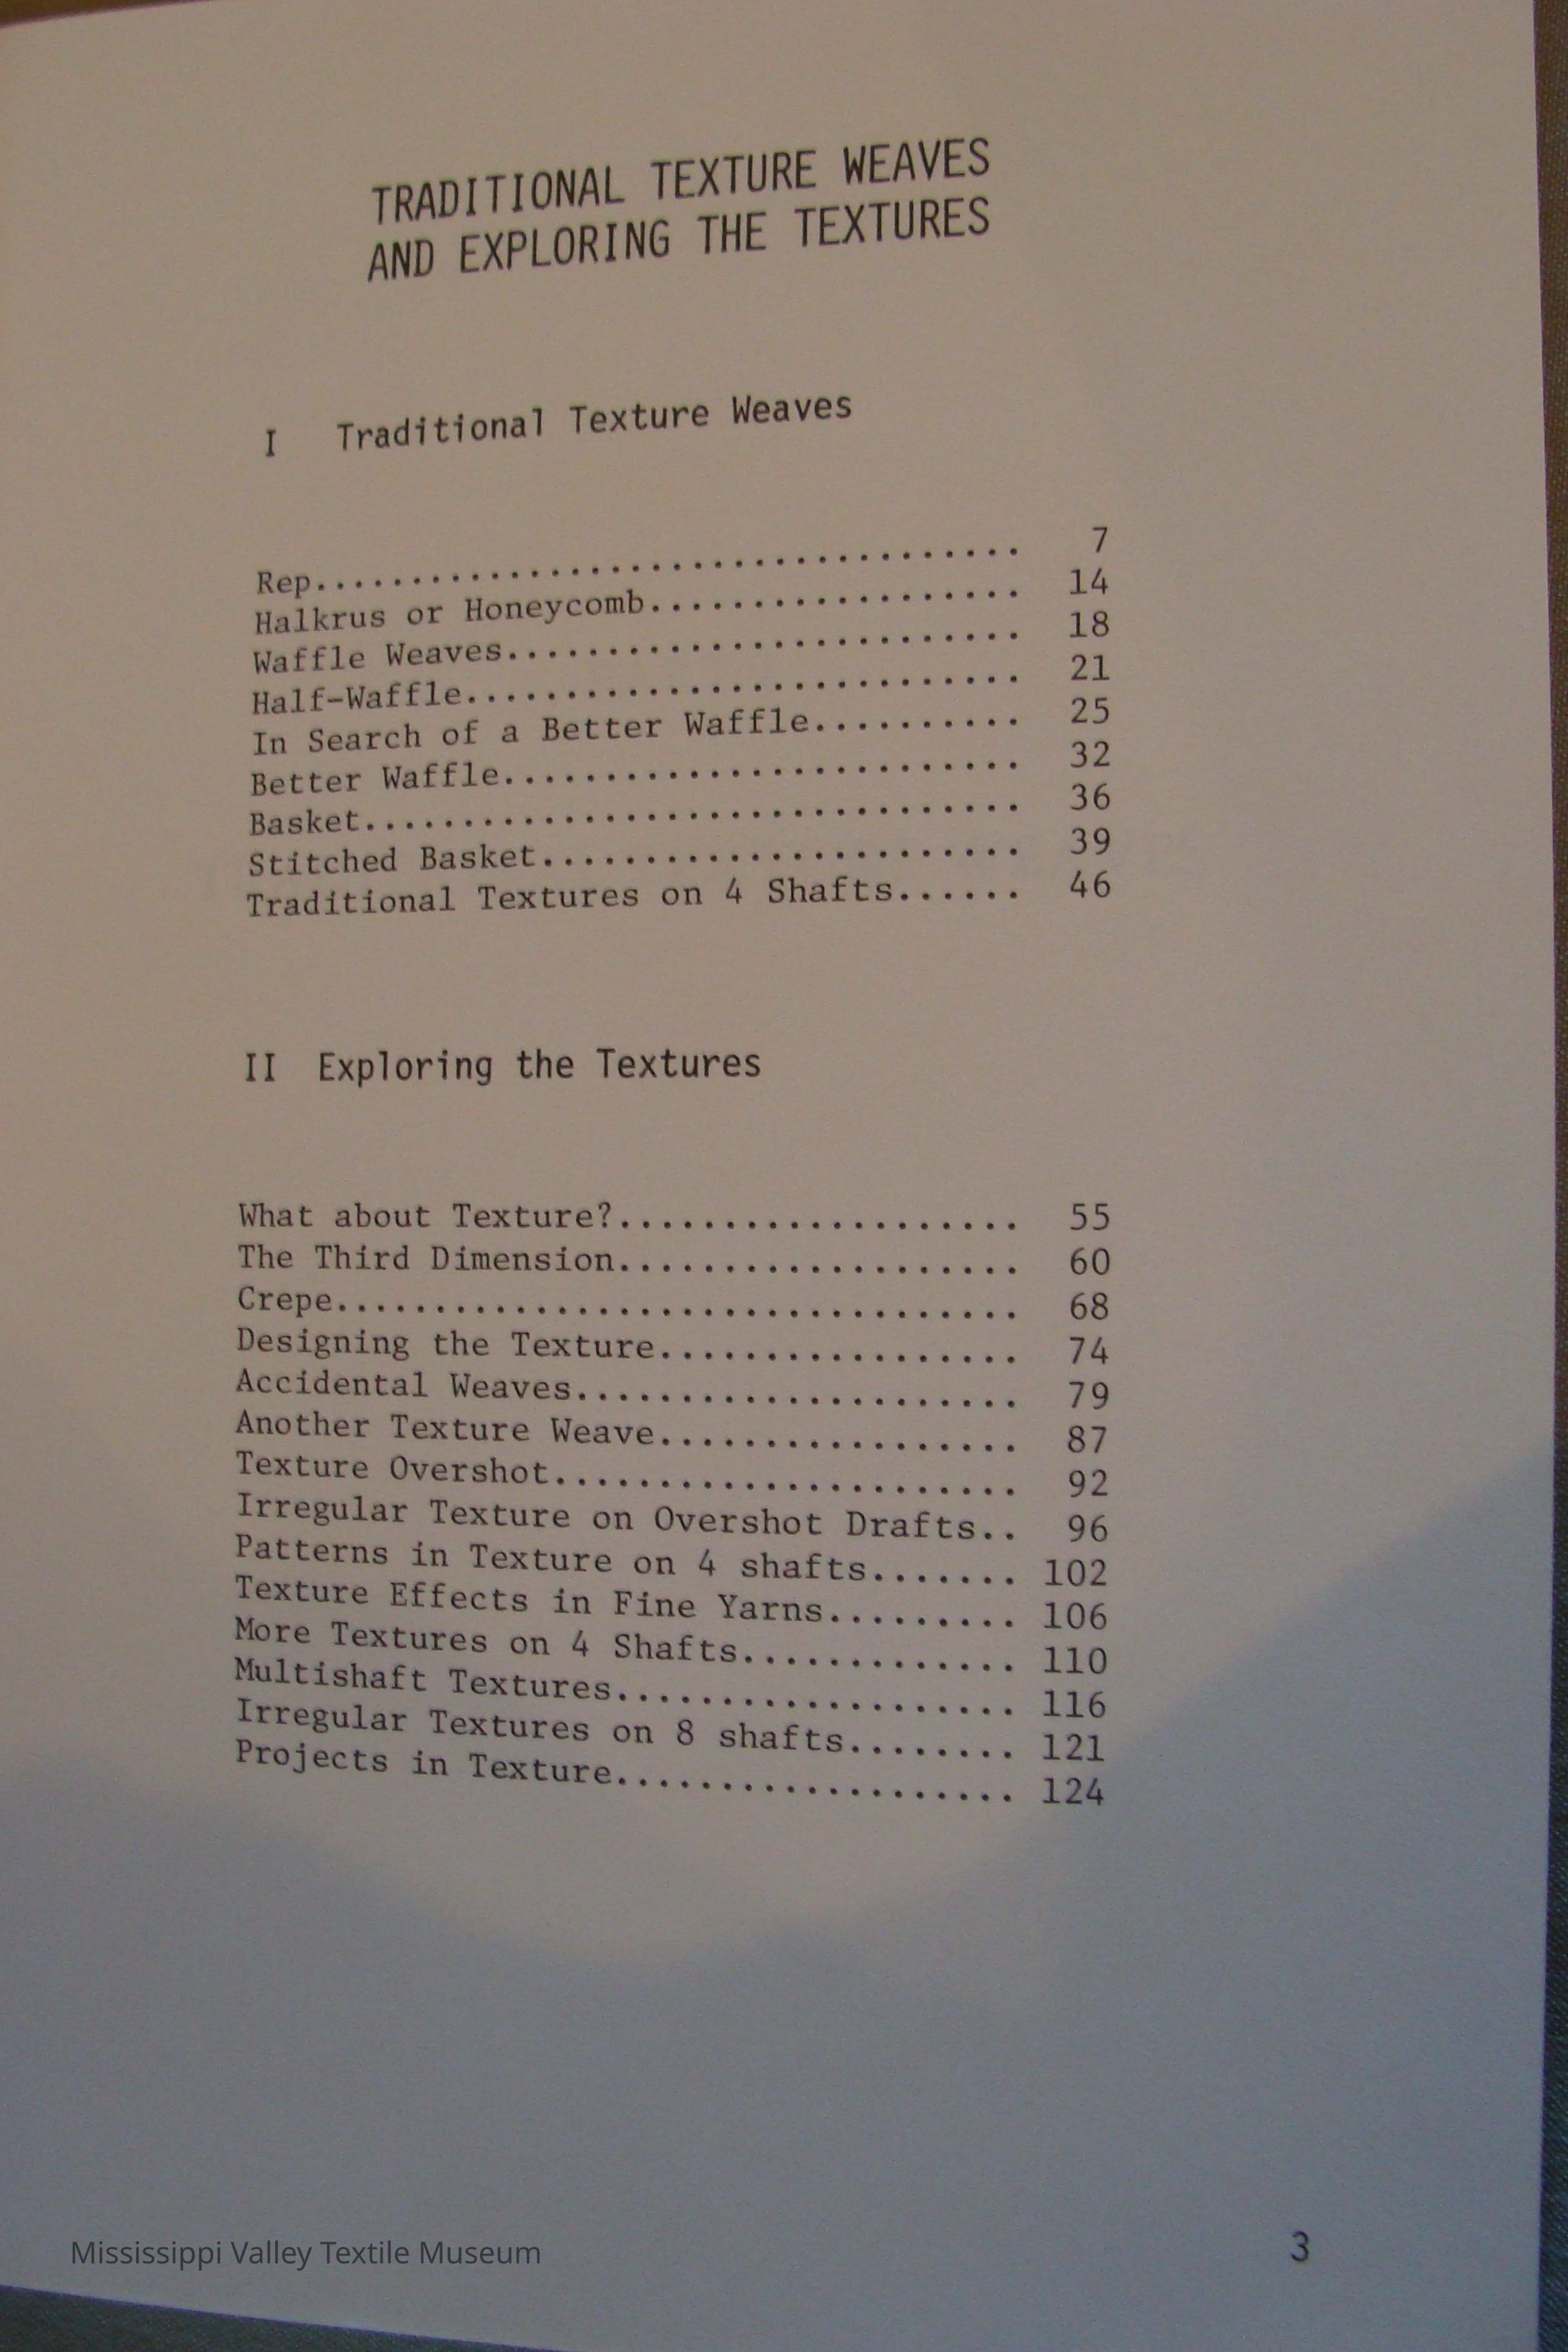 TRADITIONAL TEXTURE WEAVES
AND EXPLORING THE TEXTURES
I Traditional Texture Weaves
Rep.................................. 7
Halkrus or Honeycomb.................. 14
Waffle Weaves......................... 18
Half-Waffle........................... 21
In Search of a Better Waffle.......... 25
Better Waffle......................... 32
Basket................................ 36
Stitched Basket....................... 39
Traditional Textures on 4 Shafts...... 46
II Exploring the Textures
What about Texture?................... 55
The Third Dimension................... 60
Crepe................................. 68
Designing the Texture................. 74
Accidental Weaves..................... 79
Another Texture Weave................. 87
Texture Overshot...................... 92
Irregular Texture on Overshot Drafts.. 96
Patterns in Texture on 4 shafts....... 102
Texture Effects in Fine Yarns......... 106
More Textures on 4 Shafts............. 110
Multishaft Textures................... 116
Irregular Textures on 8 shafts........ 121
Projects in Texture................... 124
Mississippi Valley Textile Museum
3